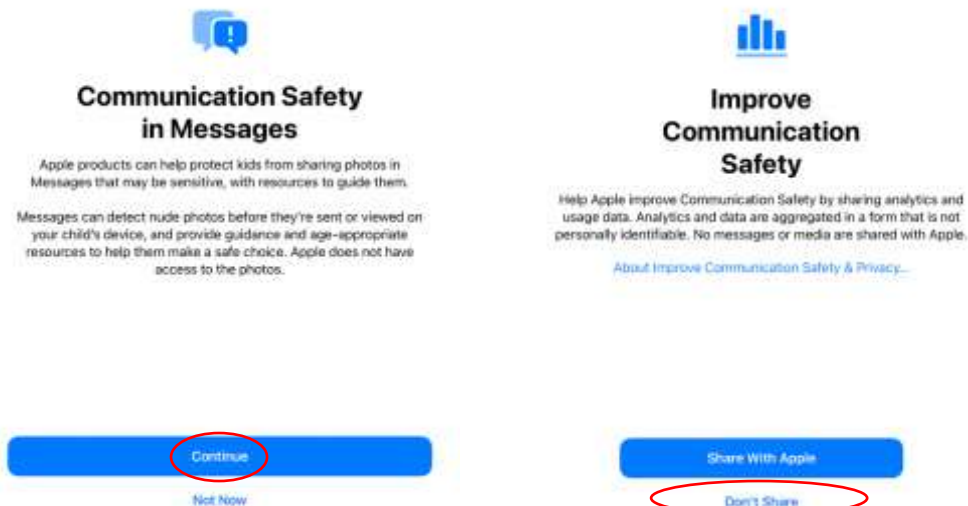 Communication Safety
in Messages
Apple products can help protect kids from sharing photos in
Messages that may be sensitive, with resources to guide them.
Messages can detect nude photos before they're sent or viewed on
your child's device, and provide guidance and age-appropriate
resources to help them make a safe choice. Apple does not have
access to the photos.
Continue
Not Now
Improve
Communication
Safety
Help Apple improve Communication Safety by sharing analytics and
usage data. Analytics and data are aggregated in a form that is not
personally identifiable. No messages or media are shared with Apple.
About Improve Communication Safety & Privacy...
Share With Apple
Don't Share